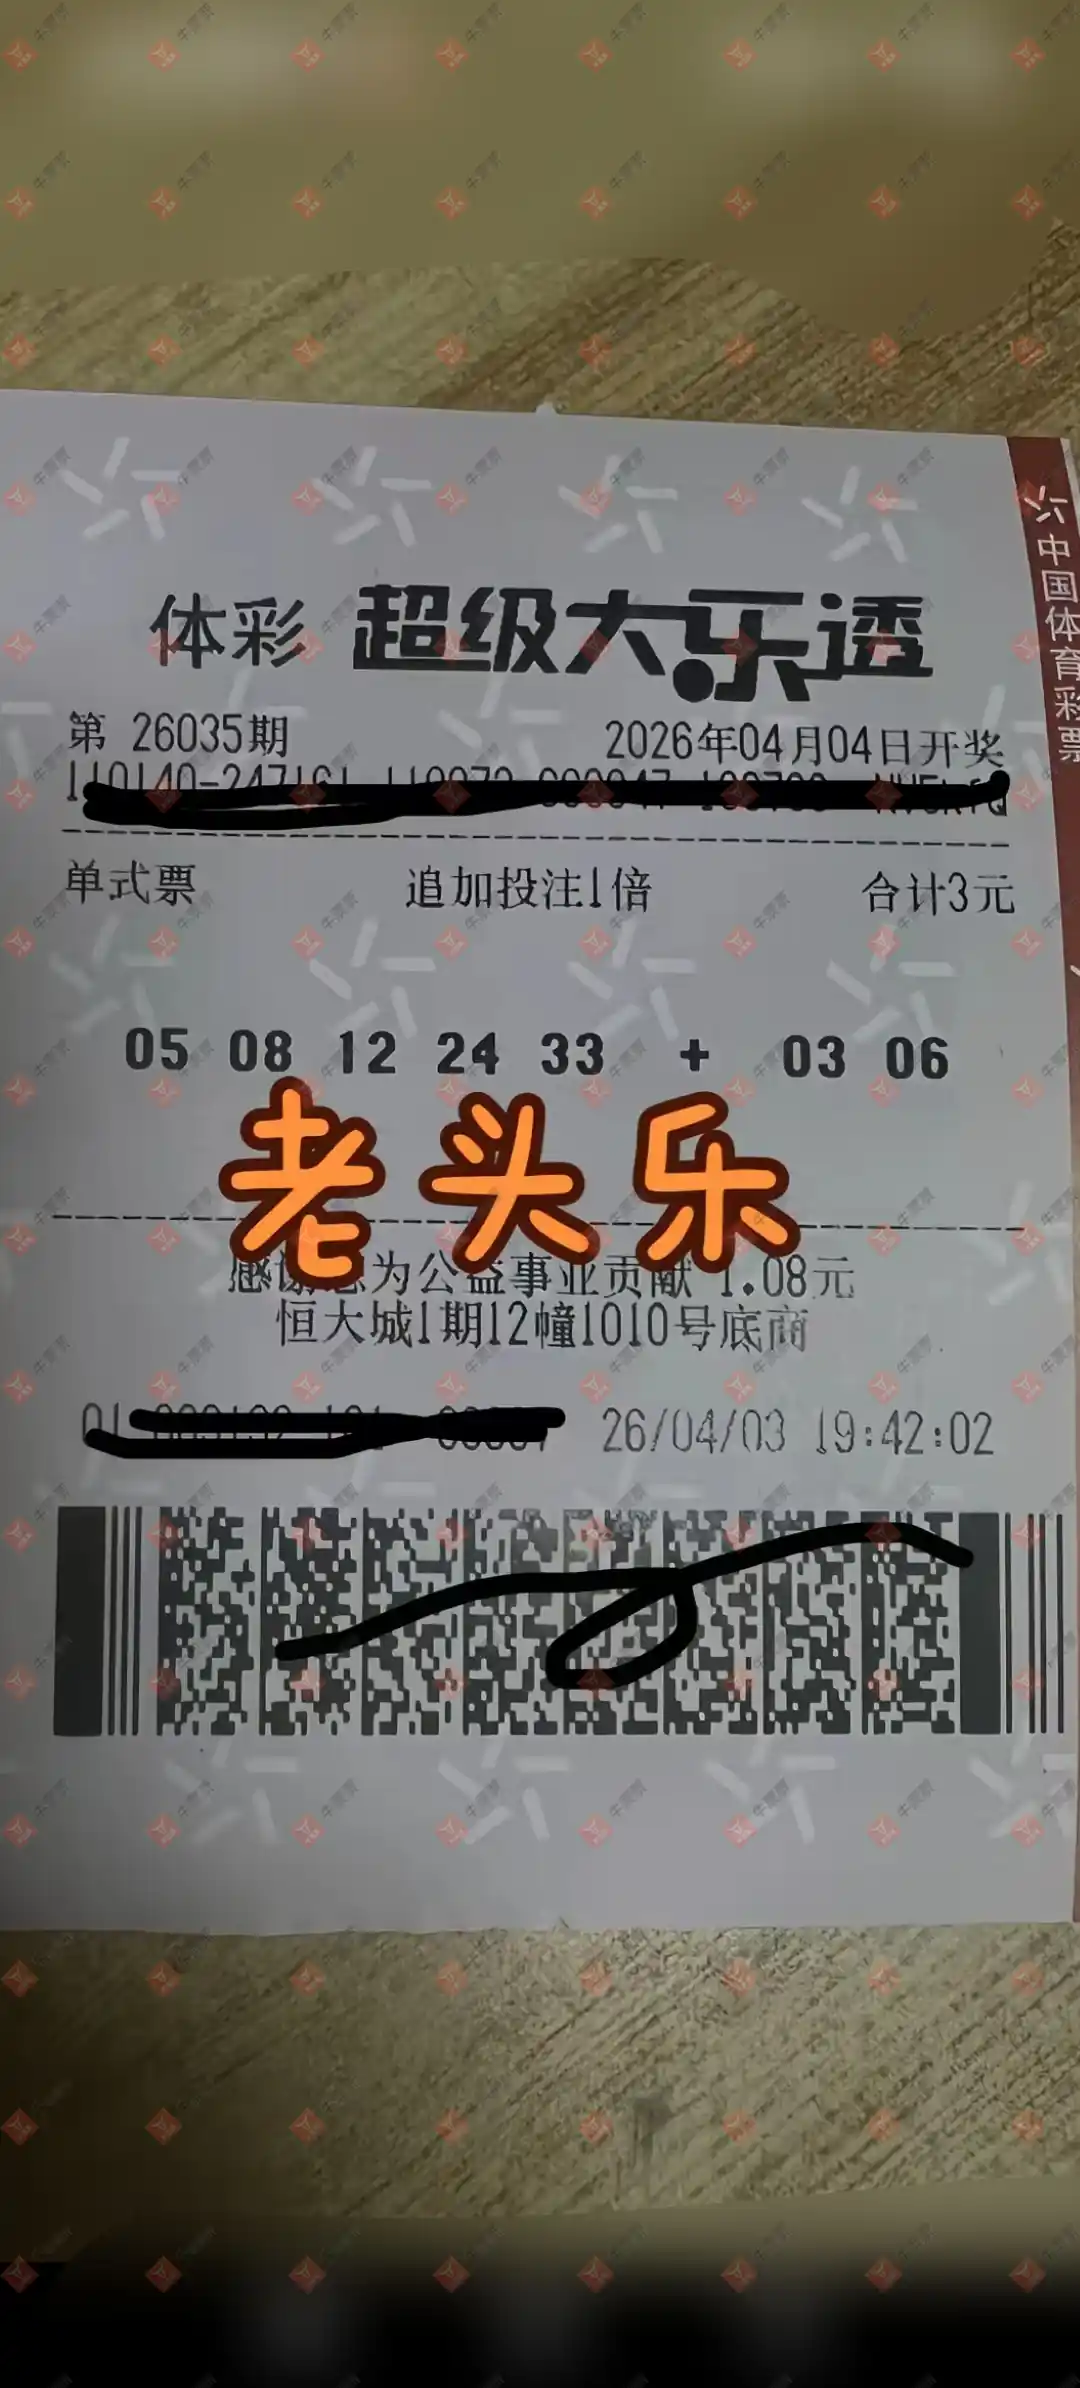 中国体育彩票
体彩 超级大乐透
第 26035期 2026年04月04日开奖
单式票 追加投注1倍 合计3元
05 08 12 24 33 + 03 06
老头乐
感谢您为公益事业贡献 1.08元
恒大城1期12幢1010号底商
26/04/03 19:42:02